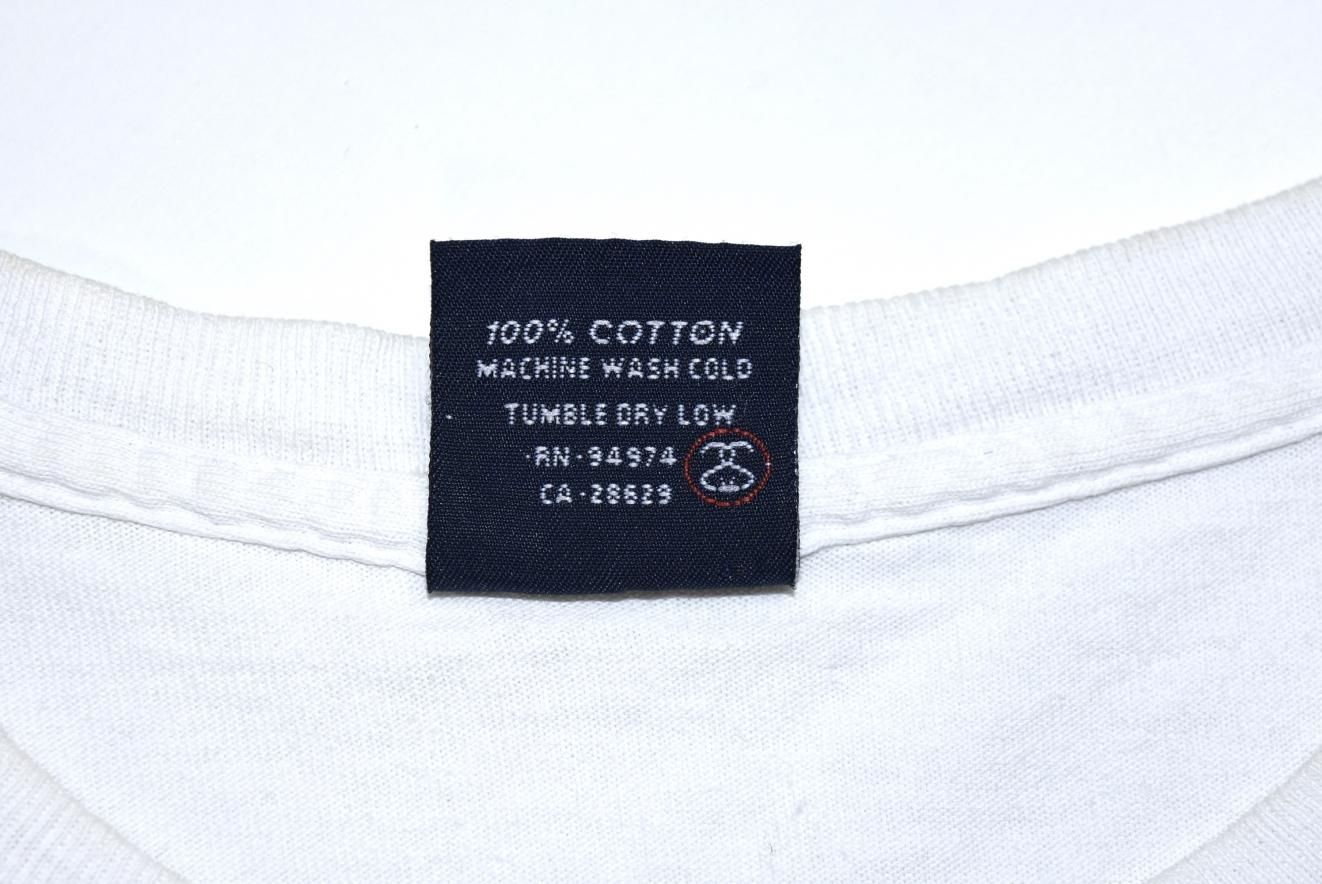 100% COTTON
MACHINE WASH COLD
TUMBLE DRY LOW
·RN·94974
CA·28629